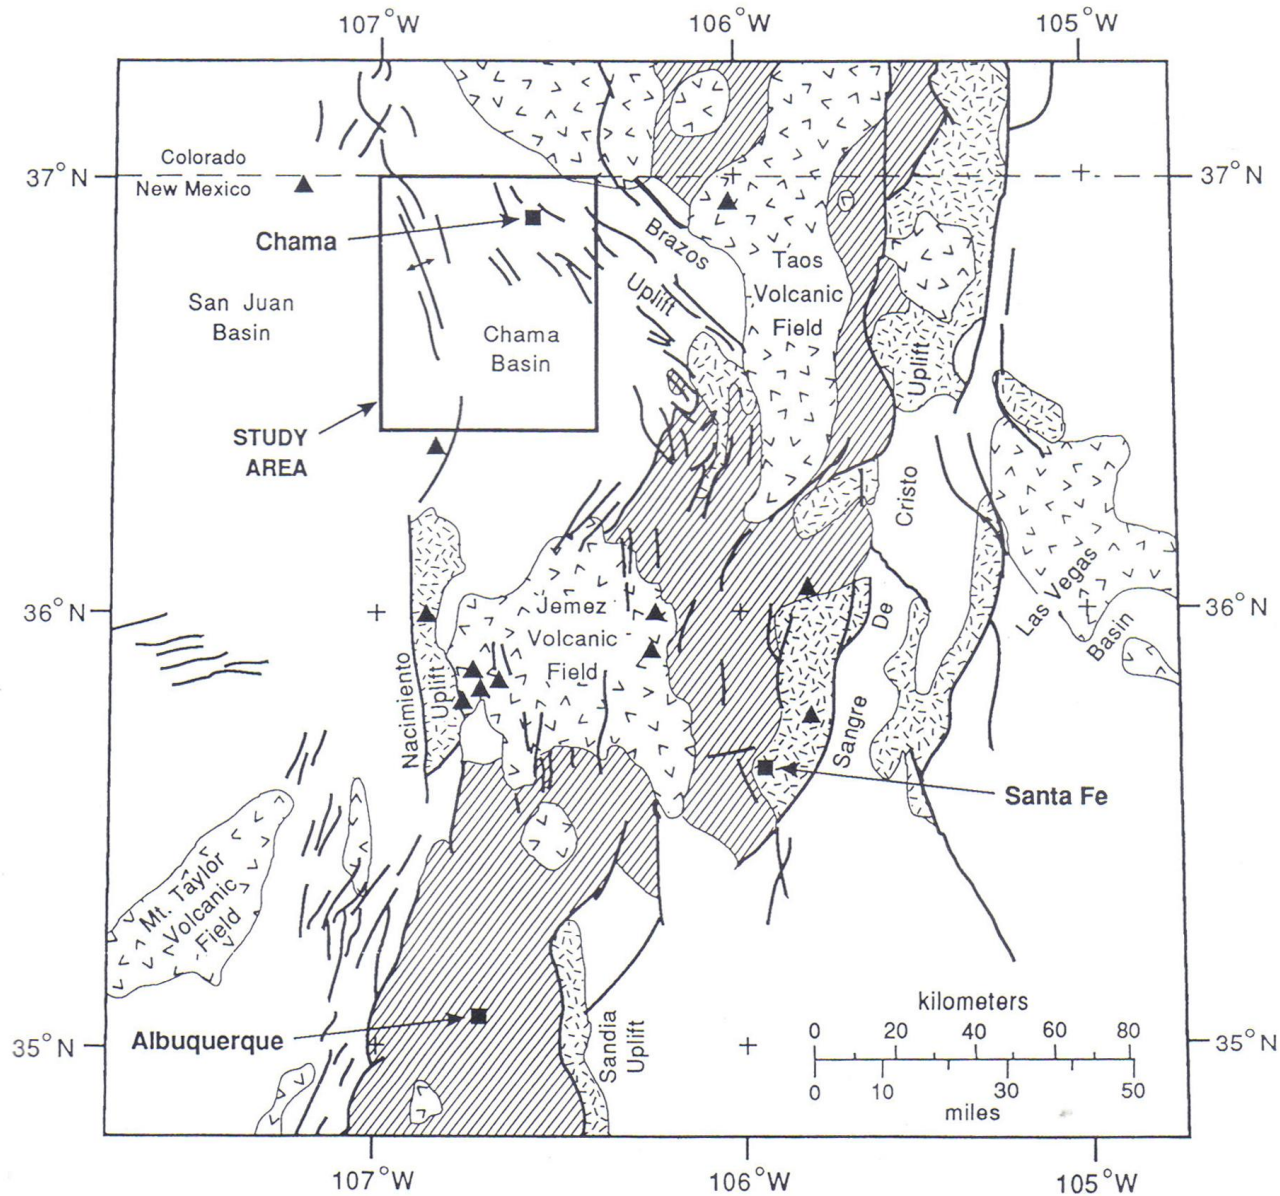 107°W
106°W
105°W
Colorado
37°N
New Mexico
37°N
Chama
Brazos
Uplift
Taos
Volcanic
Field
San Juan
Basin
Chama
Basin
Uplift
STUDY
AREA
Cristo
36°N
Jemez
Volcanic
Field
De
Las Vegas
Basin
36°N
Nacimiento
Uplift
Sangre
Santa Fe
Mt. Taylor
Volcanic
Field
kilometers
0 20 40 60 80
Albuquerque
Sandia
Uplift
35°N
35°N
0 10 30 50
miles
107°W
106°W
105°W